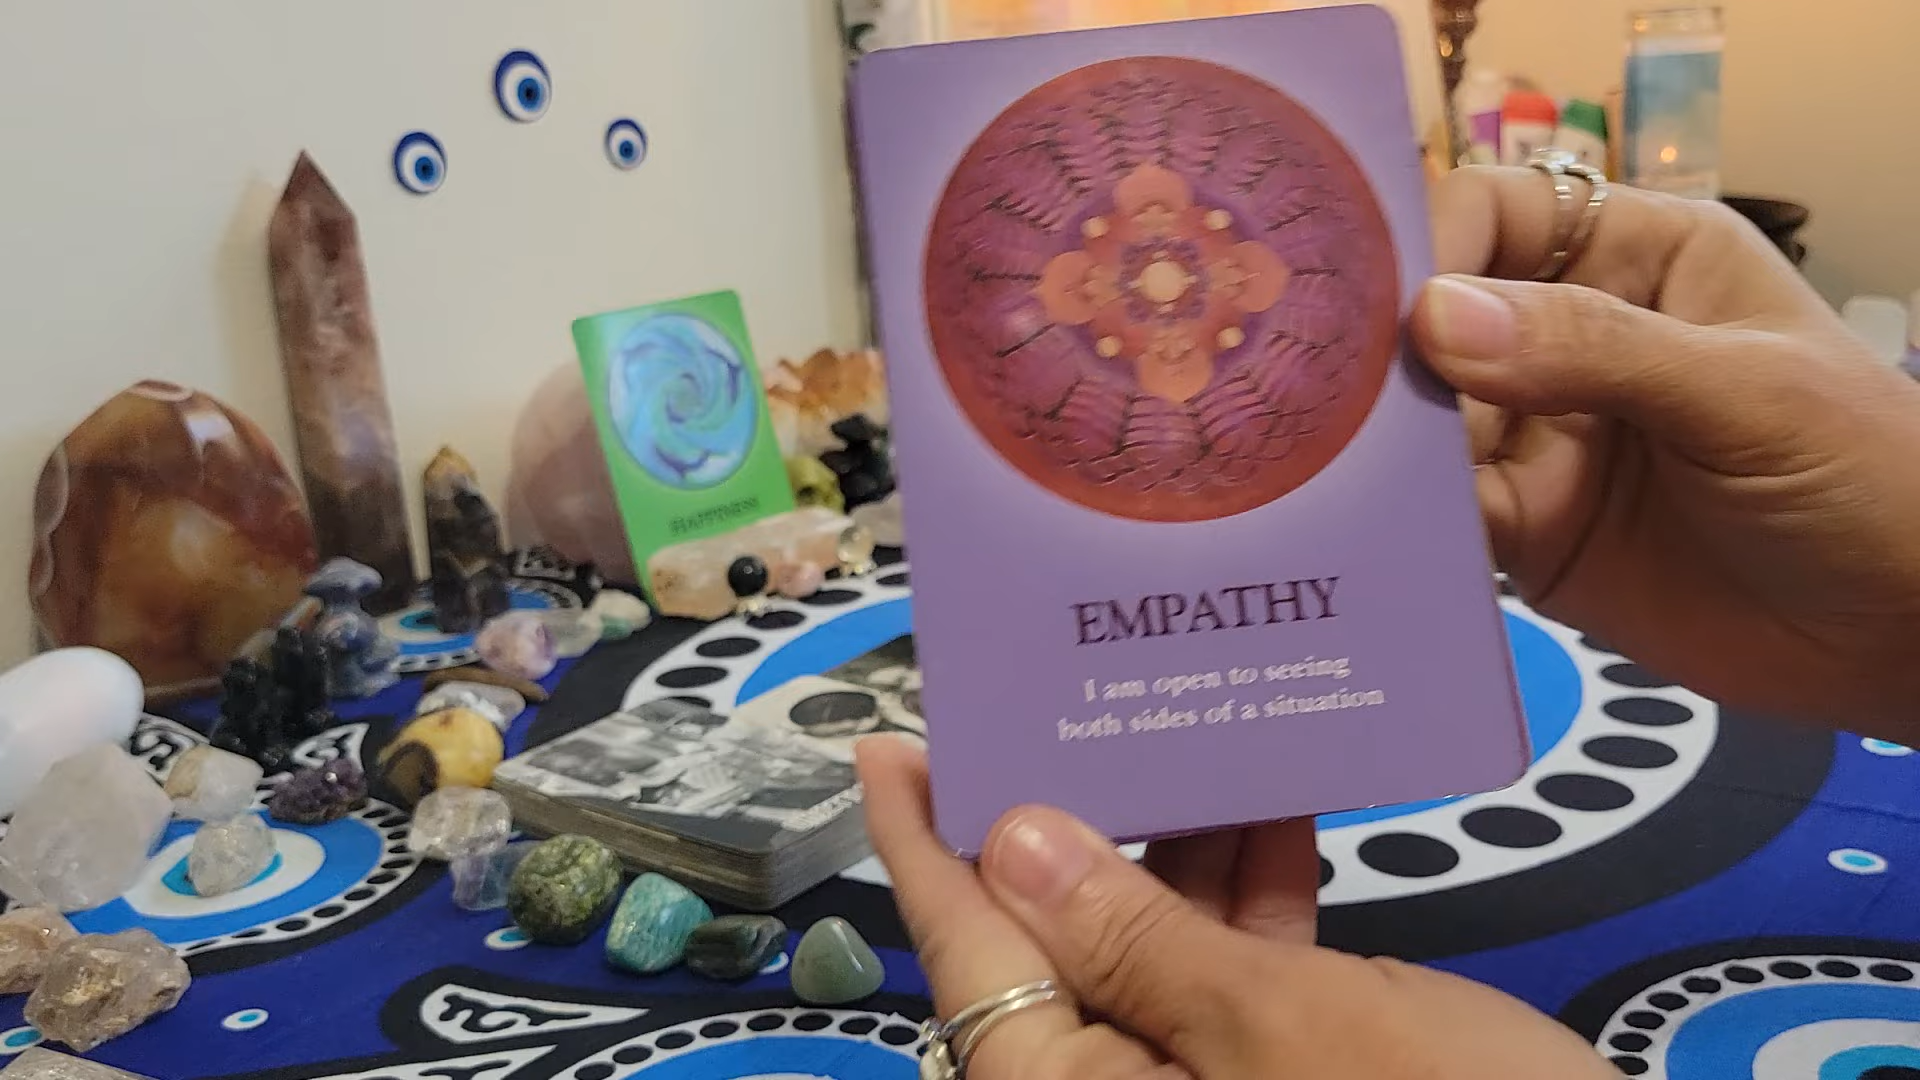 HAPPINESS
EMPATHY
I am open to seeing
both sides of a situation